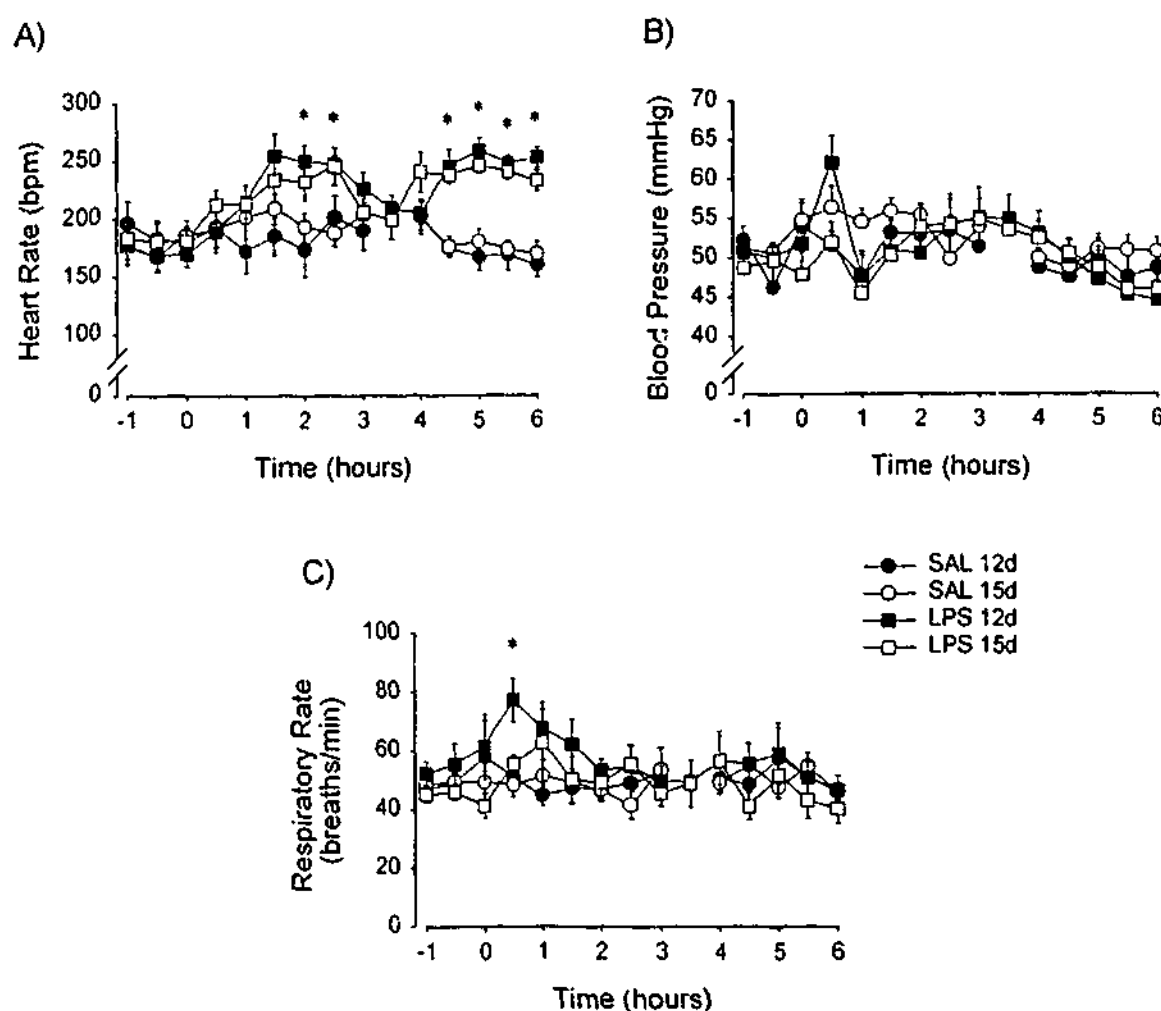 A)
300
250
200
150
100
0
Heart Rate (bpm)
* * * * * *
-1 0 1 2 3 4 5 6
Time (hours)
B)
70
65
60
55
50
45
40
0
Blood Pressure (mmHg)
-1 0 1 2 3 4 5 6
Time (hours)
C)
100
80
60
40
20
0
Respiratory Rate
(breaths/min)
*
-1 0 1 2 3 4 5 6
Time (hours)
SAL 12d
SAL 15d
LPS 12d
LPS 15d